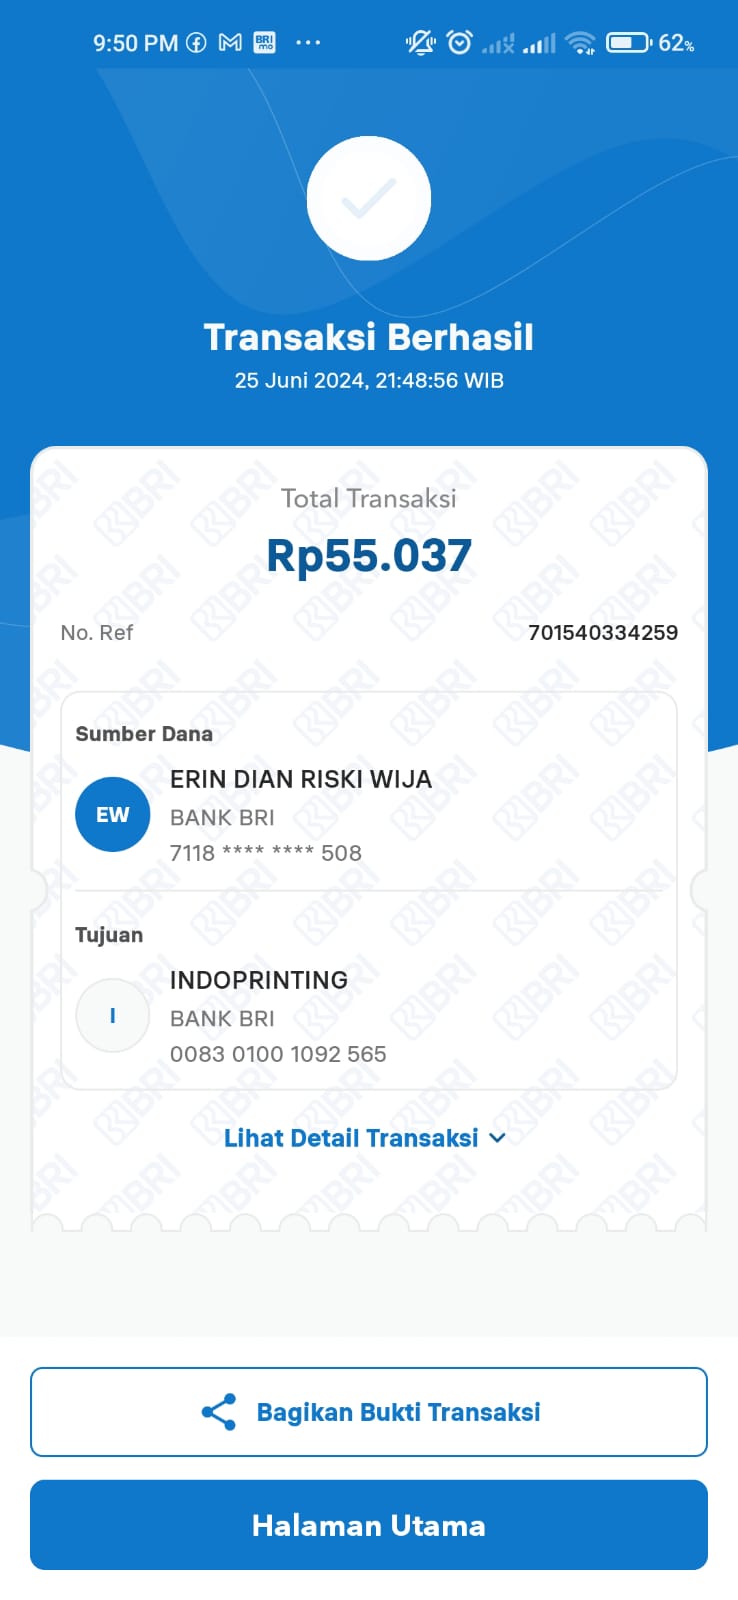 9:50 PM
BRI
mo
62%
Transaksi Berhasil
25 Juni 2024, 21:48:56 WIB
Total Transaksi
Rp55.037
No. Ref 701540334259
Sumber Dana
EW
ERIN DIAN RISKI WIJA
BANK BRI
7118 **** **** 508
Tujuan
I
INDOPRINTING
BANK BRI
0083 0100 1092 565
Lihat Detail Transaksi
Bagikan Bukti Transaksi
Halaman Utama